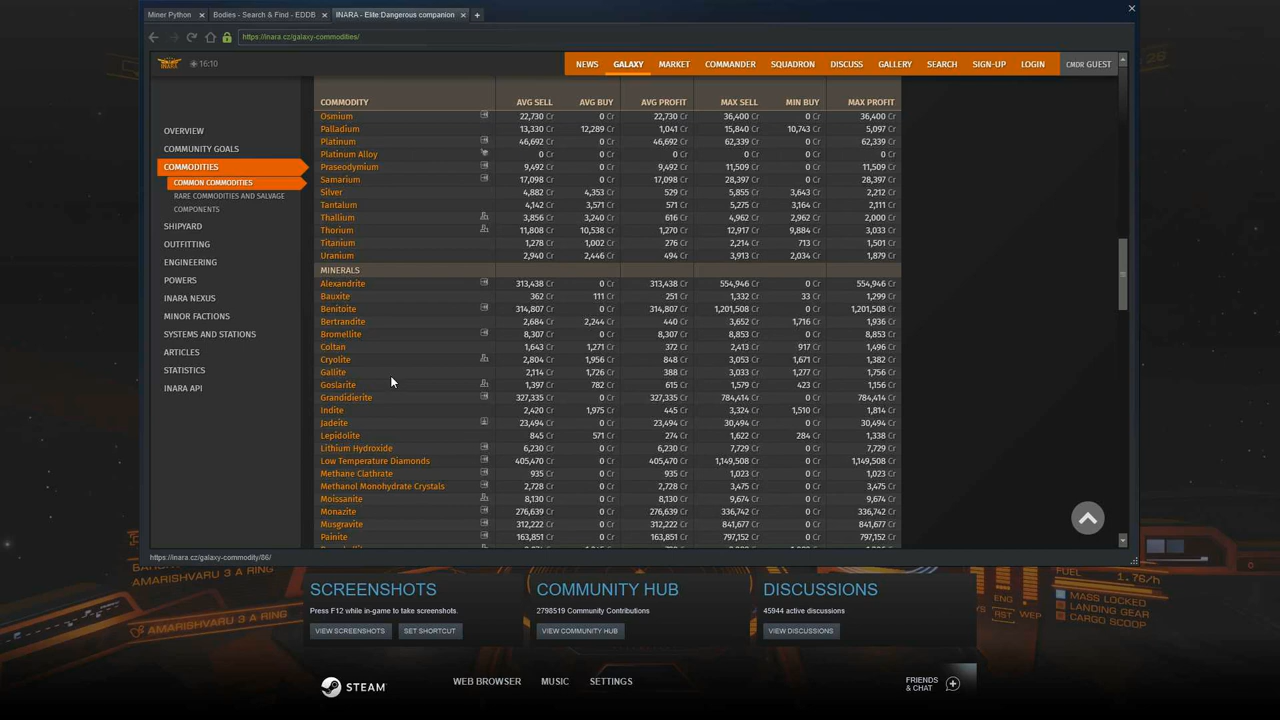 Miner Python
Bodies - Search & Find - EDDB
INARA - Elite:Dangerous companion
https://inara.cz/galaxy-commodities/
INARA
16:10
NEWS GALAXY MARKET COMMANDER SQUADRON DISCUSS GALLERY SEARCH SIGN-UP LOGIN CMDR GUEST
OVERVIEW
COMMUNITY GOALS
COMMODITIES
COMMON COMMODITIES
RARE COMMODITIES AND SALVAGE
COMPONENTS
SHIPYARD
OUTFITTING
ENGINEERING
POWERS
INARA NEXUS
MINOR FACTIONS
SYSTEMS AND STATIONS
ARTICLES
STATISTICS
INARA API
COMMODITY AVG SELL AVG BUY AVG PROFIT MAX SELL MIN BUY MAX PROFIT
Osmium 22,730 Cr 0 Cr 22,730 Cr 36,400 Cr 0 Cr 36,400 Cr
Palladium 13,330 Cr 12,289 Cr 1,041 Cr 15,840 Cr 10,743 Cr 5,097 Cr
Platinum 46,692 Cr 0 Cr 46,692 Cr 62,339 Cr 0 Cr 62,339 Cr
Platinum Alloy 0 Cr 0 Cr 0 Cr 0 Cr 0 Cr 0 Cr
Praseodymium 9,492 Cr 0 Cr 9,492 Cr 11,509 Cr 0 Cr 11,509 Cr
Samarium 17,098 Cr 0 Cr 17,098 Cr 28,397 Cr 0 Cr 28,397 Cr
Silver 4,882 Cr 4,353 Cr 529 Cr 5,855 Cr 3,643 Cr 2,212 Cr
Tantalum 4,142 Cr 3,571 Cr 571 Cr 5,275 Cr 3,164 Cr 2,111 Cr
Thallium 3,856 Cr 3,240 Cr 616 Cr 4,962 Cr 2,962 Cr 2,000 Cr
Thorium 11,808 Cr 10,538 Cr 1,270 Cr 12,917 Cr 9,884 Cr 3,033 Cr
Titanium 1,278 Cr 1,002 Cr 276 Cr 2,214 Cr 713 Cr 1,501 Cr
Uranium 2,940 Cr 2,446 Cr 494 Cr 3,913 Cr 2,034 Cr 1,879 Cr
MINERALS
Alexandrite 313,438 Cr 0 Cr 313,438 Cr 554,946 Cr 0 Cr 554,946 Cr
Bauxite 362 Cr 111 Cr 251 Cr 1,332 Cr 33 Cr 1,299 Cr
Benitoite 314,807 Cr 0 Cr 314,807 Cr 1,201,508 Cr 0 Cr 1,201,508 Cr
Bertrandite 2,684 Cr 2,244 Cr 440 Cr 3,652 Cr 1,716 Cr 1,936 Cr
Bromellite 8,307 Cr 0 Cr 8,307 Cr 8,853 Cr 0 Cr 8,853 Cr
Coltan 1,643 Cr 1,271 Cr 372 Cr 2,413 Cr 917 Cr 1,496 Cr
Cryolite 2,804 Cr 1,956 Cr 848 Cr 3,053 Cr 1,671 Cr 1,382 Cr
Gallite 2,114 Cr 1,726 Cr 388 Cr 3,033 Cr 1,277 Cr 1,756 Cr
Goslarite 1,397 Cr 782 Cr 615 Cr 1,579 Cr 423 Cr 1,156 Cr
Grandidierite 327,335 Cr 0 Cr 327,335 Cr 784,414 Cr 0 Cr 784,414 Cr
Indite 2,420 Cr 1,975 Cr 445 Cr 3,324 Cr 1,510 Cr 1,814 Cr
Jadeite 23,494 Cr 0 Cr 23,494 Cr 30,494 Cr 0 Cr 30,494 Cr
Lepidolite 845 Cr 571 Cr 274 Cr 1,622 Cr 284 Cr 1,338 Cr
Lithium Hydroxide 6,230 Cr 0 Cr 6,230 Cr 7,729 Cr 0 Cr 7,729 Cr
Low Temperature Diamonds 405,470 Cr 0 Cr 405,470 Cr 1,149,508 Cr 0 Cr 1,149,508 Cr
Methane Clathrate 935 Cr 0 Cr 935 Cr 1,023 Cr 0 Cr 1,023 Cr
Methanol Monohydrate Crystals 2,728 Cr 0 Cr 2,728 Cr 3,475 Cr 0 Cr 3,475 Cr
Moissanite 8,130 Cr 0 Cr 8,130 Cr 9,674 Cr 0 Cr 9,674 Cr
Monazite 276,639 Cr 0 Cr 276,639 Cr 336,742 Cr 0 Cr 336,742 Cr
Musgravite 312,222 Cr 0 Cr 312,222 Cr 841,677 Cr 0 Cr 841,677 Cr
Painite 163,851 Cr 0 Cr 163,851 Cr 797,152 Cr 0 Cr 797,152 Cr
https://inara.cz/galaxy-commodity/86/
AMARISHVARU 3 A RING
AMARISHVARU 3 A RING
FUEL 1.76/h
MASS LOCKED
LANDING GEAR
CARGO SCOOP
ENG
RST WEP
SCREENSHOTS
Press F12 while in-game to take screenshots.
VIEW SCREENSHOTS SET SHORTCUT
COMMUNITY HUB
2798519 Community Contributions
VIEW COMMUNITY HUB
DISCUSSIONS
45944 active discussions
VIEW DISCUSSIONS
STEAM
WEB BROWSER MUSIC SETTINGS
FRIENDS
& CHAT